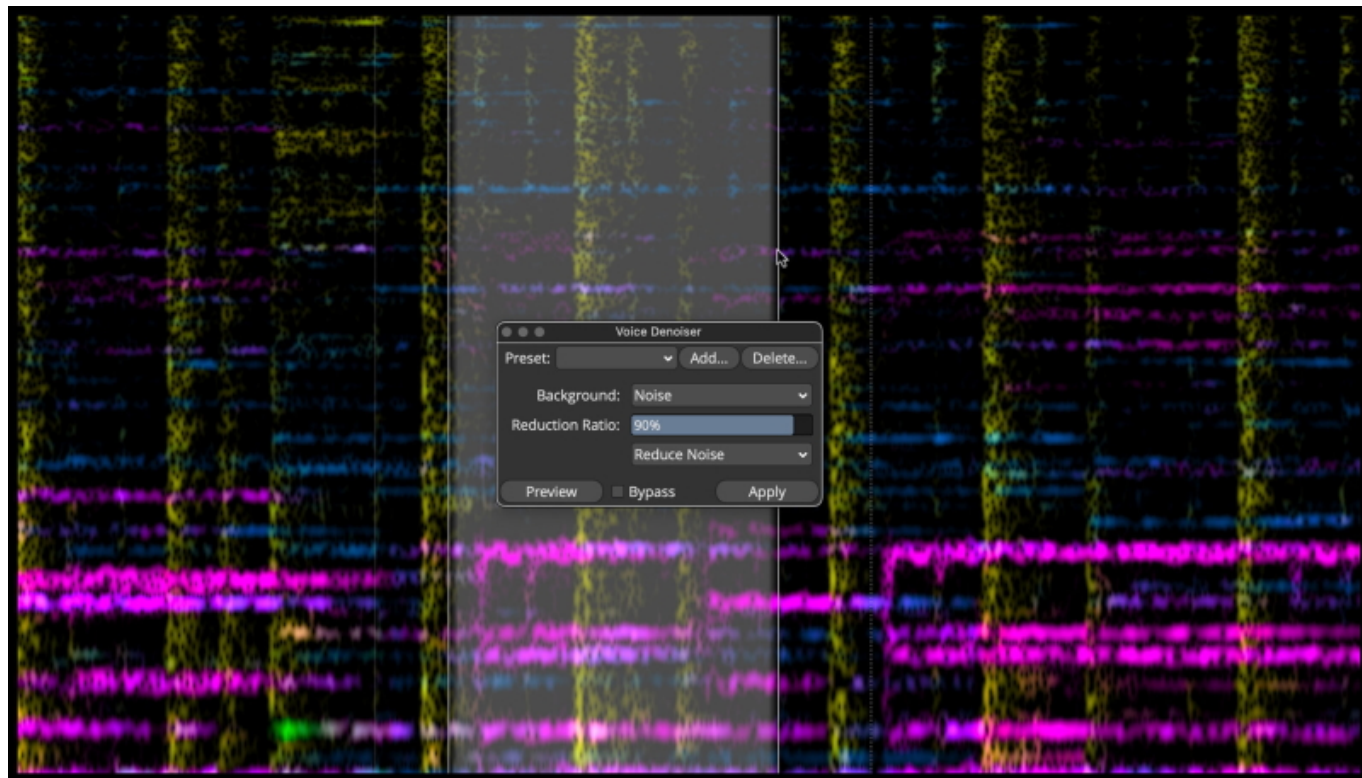 Voice Denoiser
Preset: Add... Delete...
Background: Noise
Reduction Ratio: 90%
Reduce Noise
Preview Bypass Apply